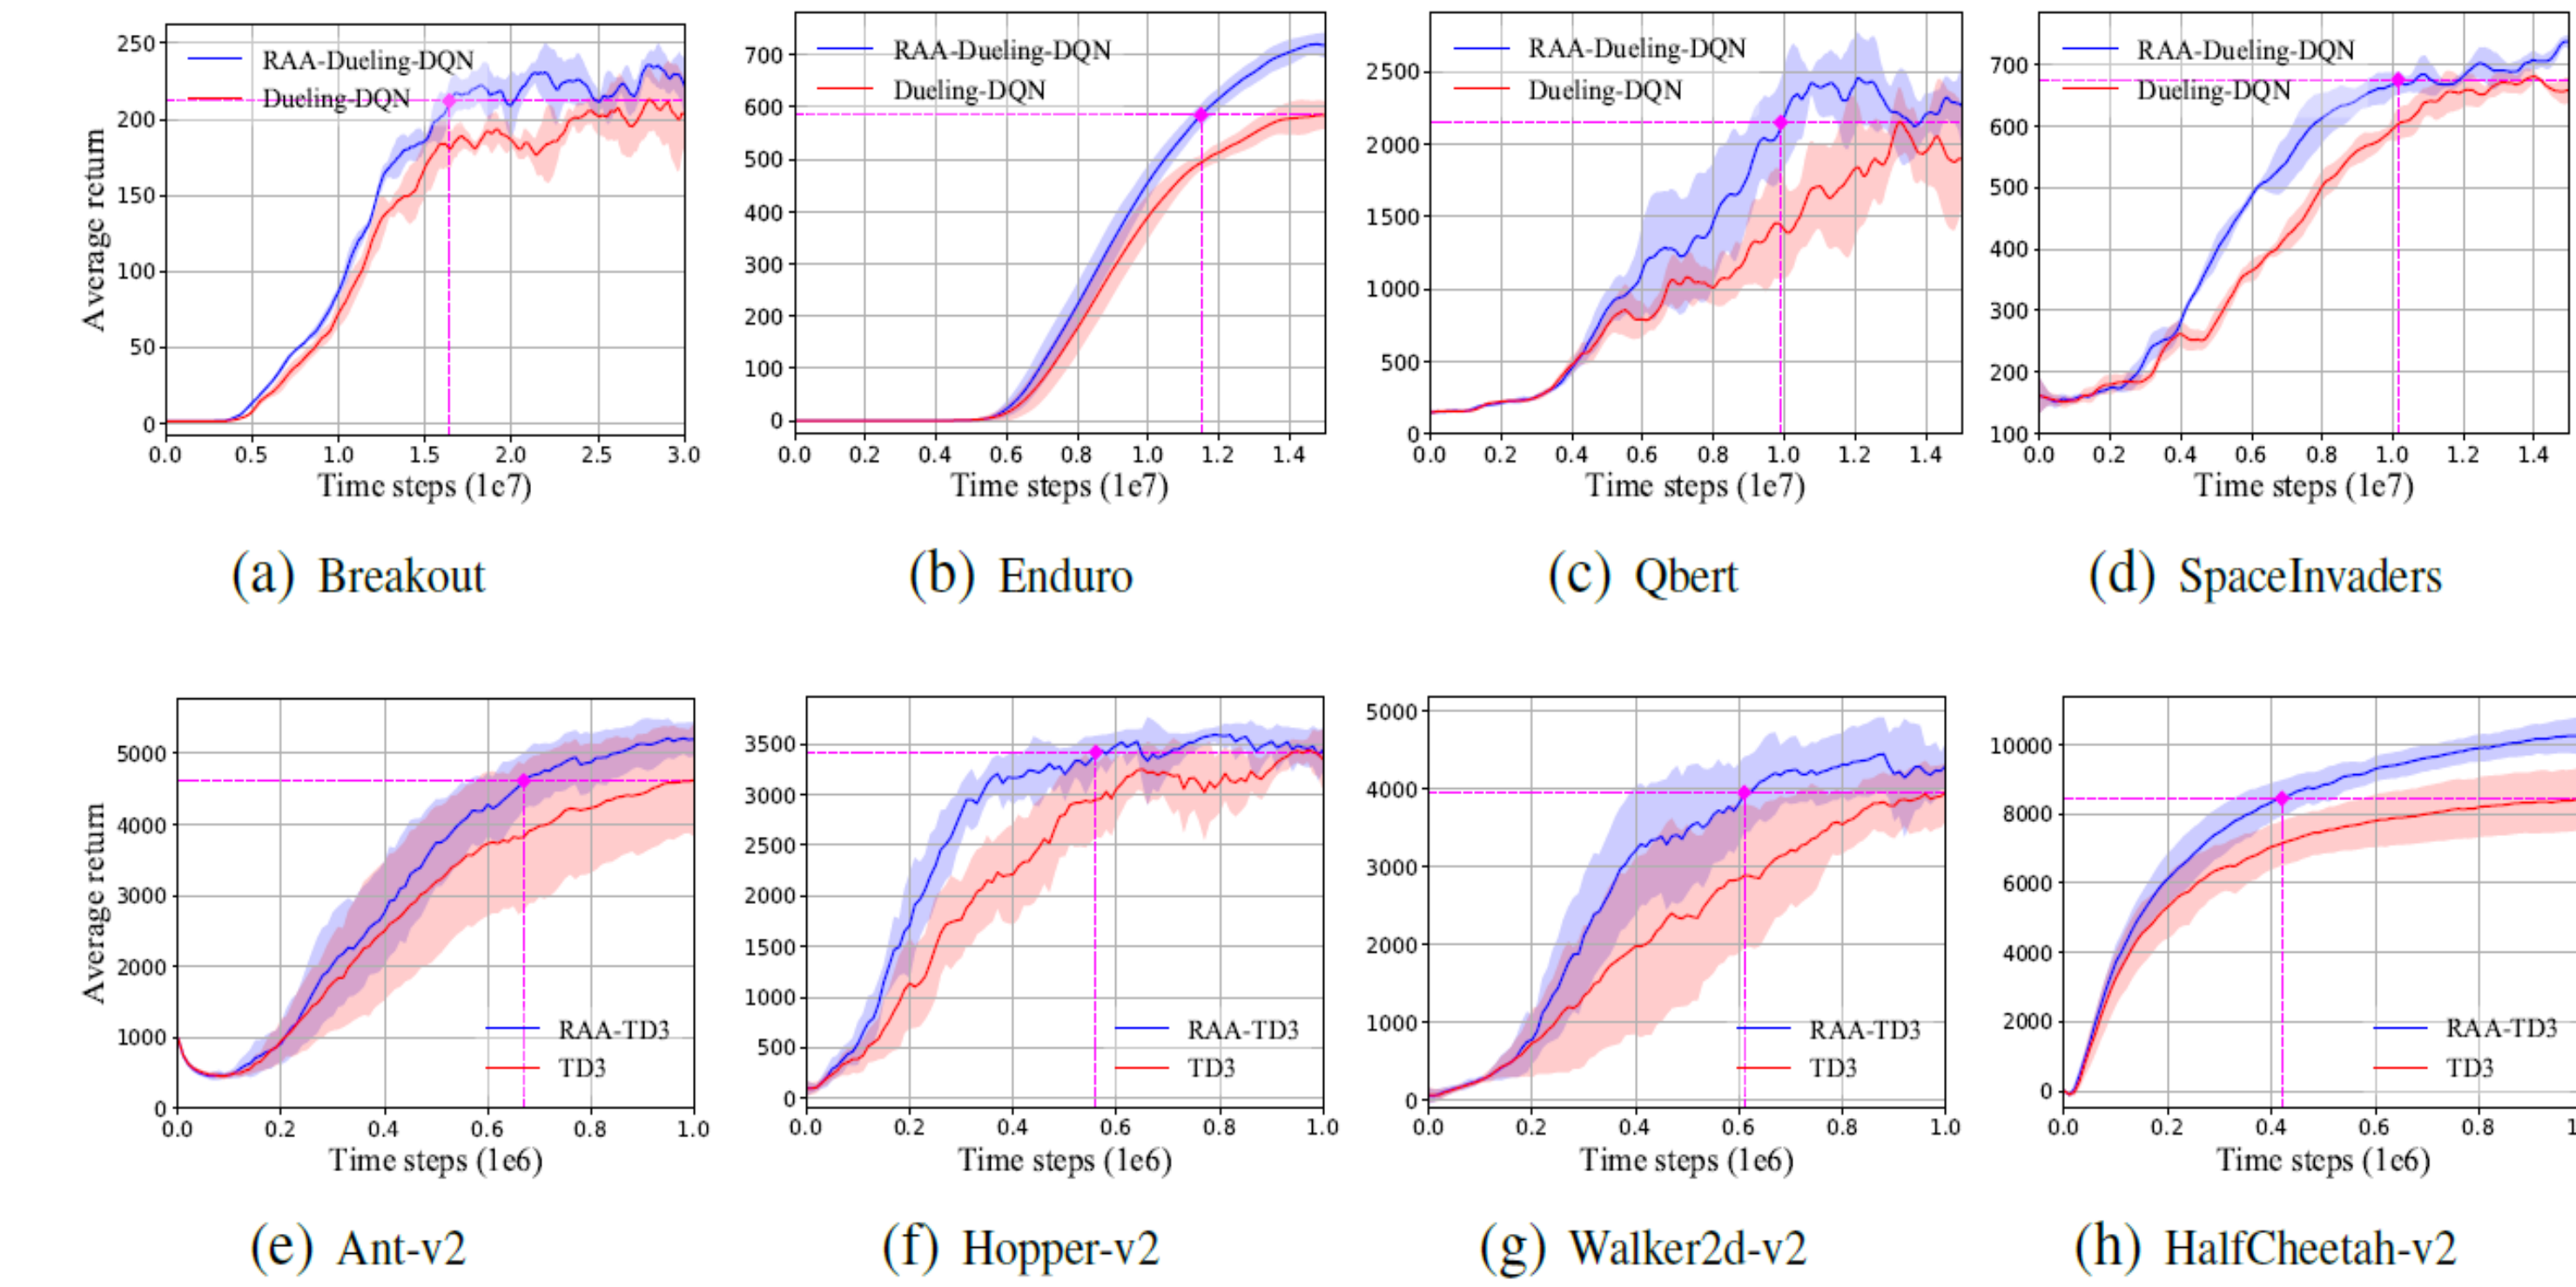 Average return
250
200
150
100
50
0
RAA-Dueling-DQN
Dueling-DQN
0.0 0.5 1.0 1.5 2.0 2.5 3.0
Time steps (1e7)
(a) Breakout
700
600
500
400
300
200
100
0
RAA-Dueling-DQN
Dueling-DQN
0.0 0.2 0.4 0.6 0.8 1.0 1.2 1.4
Time steps (1e7)
(b) Enduro
2500
2000
1500
1000
500
0
RAA-Dueling-DQN
Dueling-DQN
0.0 0.2 0.4 0.6 0.8 1.0 1.2 1.4
Time steps (1e7)
(c) Qbert
700
600
500
400
300
200
100
RAA-Dueling-DQN
Dueling-DQN
0.0 0.2 0.4 0.6 0.8 1.0 1.2 1.4
Time steps (1e7)
(d) SpaceInvaders
Average return
5000
4000
3000
2000
1000
0
RAA-TD3
TD3
0.0 0.2 0.4 0.6 0.8 1.0
Time steps (1e6)
(e) Ant-v2
3500
3000
2500
2000
1500
1000
500
0
RAA-TD3
TD3
0.0 0.2 0.4 0.6 0.8 1.0
Time steps (1e6)
(f) Hopper-v2
5000
4000
3000
2000
1000
0
RAA-TD3
TD3
0.0 0.2 0.4 0.6 0.8 1.0
Time steps (1e6)
(g) Walker2d-v2
10000
8000
6000
4000
2000
0
RAA-TD3
TD3
0.0 0.2 0.4 0.6 0.8
Time steps (1e6)
(h) HalfCheetah-v2